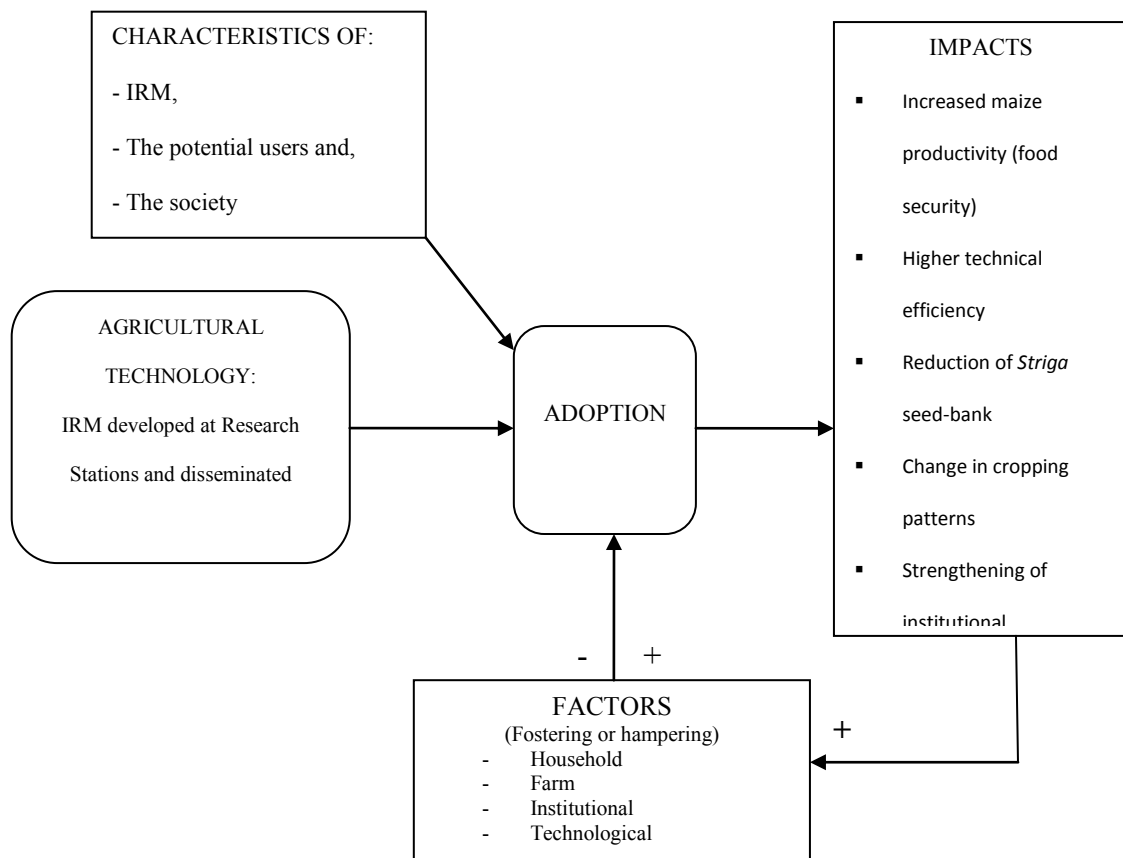 CHARACTERISTICS OF:
- IRM,
- The potential users and,
- The society
AGRICULTURAL
TECHNOLOGY:
IRM developed at Research
Stations and disseminated
ADOPTION
IMPACTS
▪ Increased maize
productivity (food
security)
▪ Higher technical
efficiency
▪ Reduction of Striga
seed-bank
▪ Change in cropping
patterns
▪ Strengthening of
institutional
- +
+
FACTORS
(Fostering or hampering)
- Household
- Farm
- Institutional
- Technological